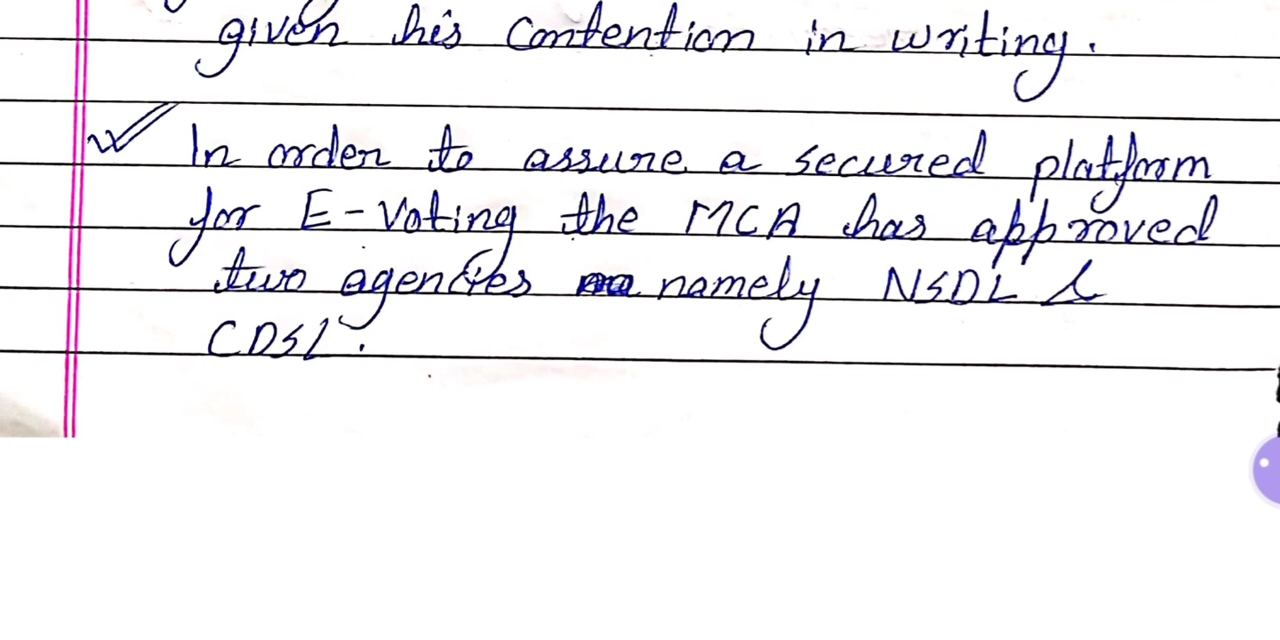 given his contention in writing.
In order to assure a secured platform
for E-Voting the MCA has approved
two agencies namely NSDL &
CDSL.